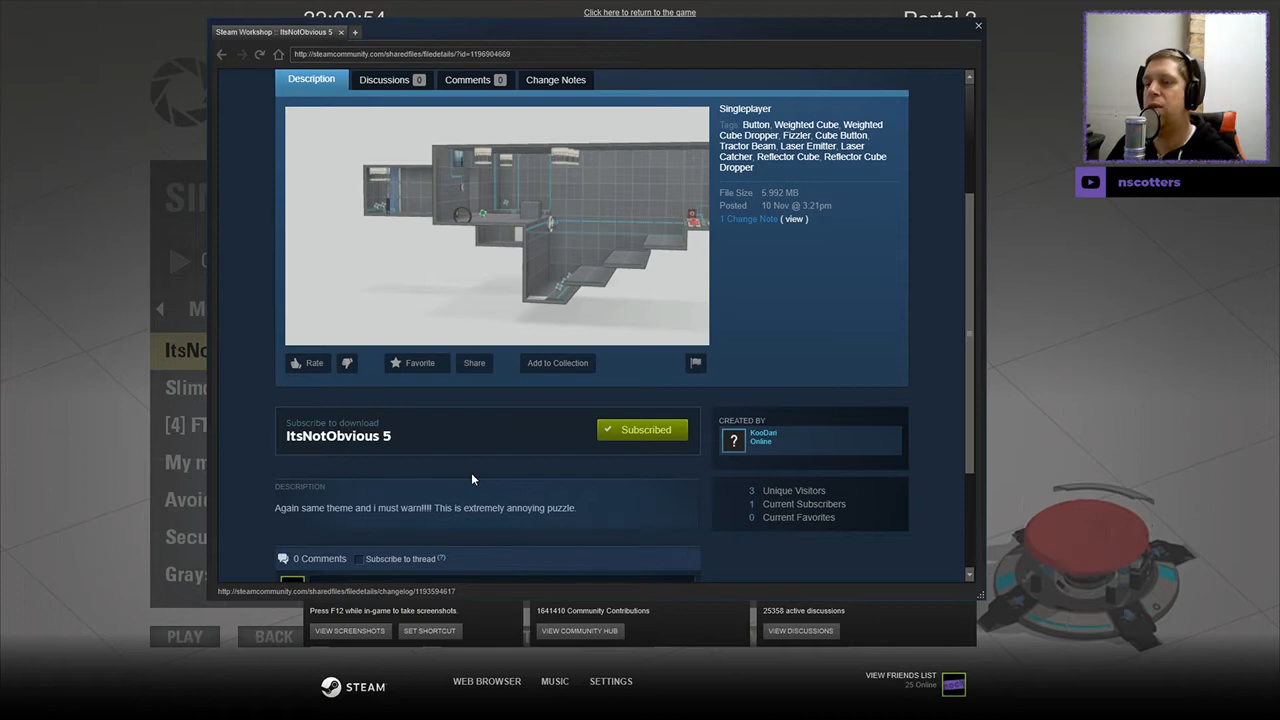 Click here to return to the game
Steam Workshop :: ItsNotObvious 5
http://steamcommunity.com/sharedfiles/filedetails/?id=1196904669
Description
Discussions 0
Comments 0
Change Notes
Singleplayer
Tags: Button, Weighted Cube, Weighted
Cube Dropper, Fizzler, Cube Button,
Tractor Beam, Laser Emitter, Laser
Catcher, Reflector Cube, Reflector Cube
Dropper
File Size 5.992 MB
Posted 10 Nov @ 3:21pm
1 Change Note ( view )
nscotters
Rate
Favorite
Share
Add to Collection
Subscribe to download
ItsNotObvious 5
Subscribed
CREATED BY
?
KooDari
Online
DESCRIPTION
Again same theme and i must warn!!!! This is extremely annoying puzzle.
3 Unique Visitors
1 Current Subscribers
0 Current Favorites
0 Comments
Subscribe to thread (?)
http://steamcommunity.com/sharedfiles/changelog/1193594617
ItsNo
Slim
[4] FT
My m
Avoi
Secu
Gray
Press F12 while in-game to take screenshots.
1641410 Community Contributions
25358 active discussions
VIEW SCREENSHOTS
SET SHORTCUT
VIEW COMMUNITY HUB
VIEW DISCUSSIONS
PLAY
BACK
STEAM
WEB BROWSER
MUSIC
SETTINGS
VIEW FRIENDS LIST
25 Online